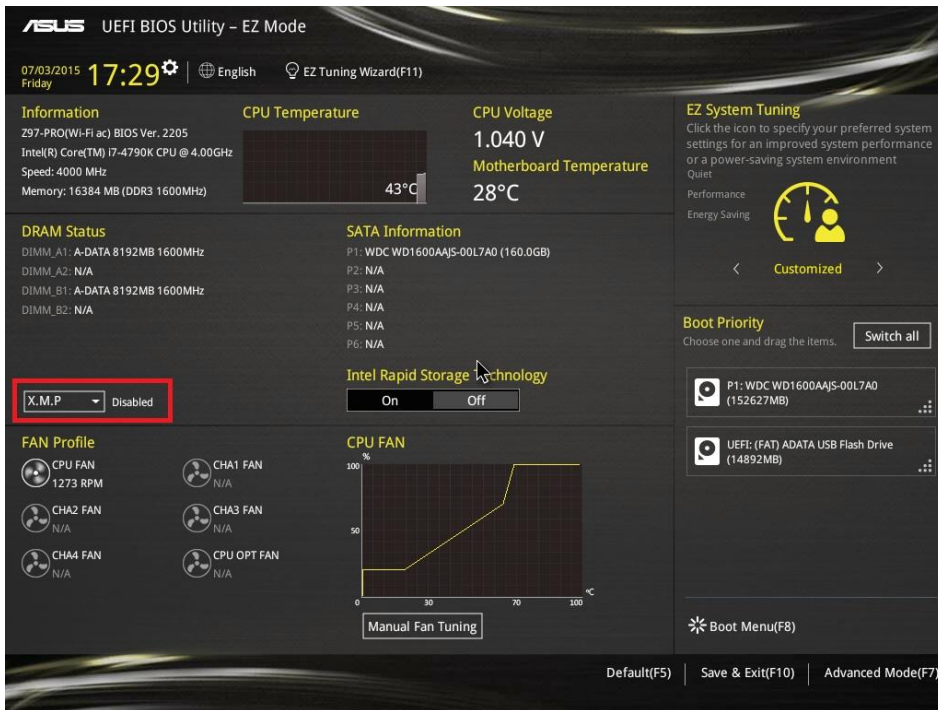 ASUS UEFI BIOS Utility – EZ Mode
07/03/2015
Friday
17:29
English
EZ Tuning Wizard(F11)
Information
Z97-PRO(Wi-Fi ac) BIOS Ver. 2205
Intel(R) Core(TM) i7-4790K CPU @ 4.00GHz
Speed: 4000 MHz
Memory: 16384 MB (DDR3 1600MHz)
CPU Temperature
43°C
CPU Voltage
1.040 V
Motherboard Temperature
28°C
EZ System Tuning
Click the icon to specify your preferred system
settings for an improved system performance
or a power-saving system environment
Quiet
Performance
Energy Saving
Customized
DRAM Status
DIMM_A1: A-DATA 8192MB 1600MHz
DIMM_A2: N/A
DIMM_B1: A-DATA 8192MB 1600MHz
DIMM_B2: N/A
X.M.P Disabled
SATA Information
P1: WDC WD1600AAJS-00L7A0 (160.0GB)
P2: N/A
P3: N/A
P4: N/A
P5: N/A
P6: N/A
Intel Rapid Storage Technology
On Off
Boot Priority
Choose one and drag the items.
Switch all
P1: WDC WD1600AAJS-00L7A0
(152627MB)
UEFI: (FAT) ADATA USB Flash Drive
(14892MB)
FAN Profile
CPU FAN
1273 RPM
CHA1 FAN
N/A
CHA2 FAN
N/A
CHA3 FAN
N/A
CHA4 FAN
N/A
CPU OPT FAN
N/A
CPU FAN
%
100
50
0 30 70 100
°C
Manual Fan Tuning
Boot Menu(F8)
Default(F5) Save & Exit(F10) Advanced Mode(F7)